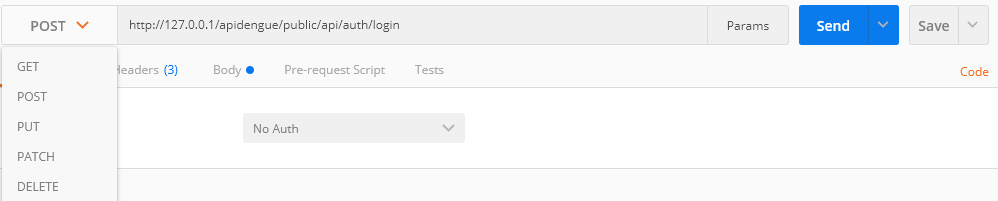 POST http://127.0.0.1/apidengue/public/api/auth/login Params Send Save
Headers (3) Body Pre-request Script Tests Code
GET
POST
No Auth
PUT
PATCH
DELETE